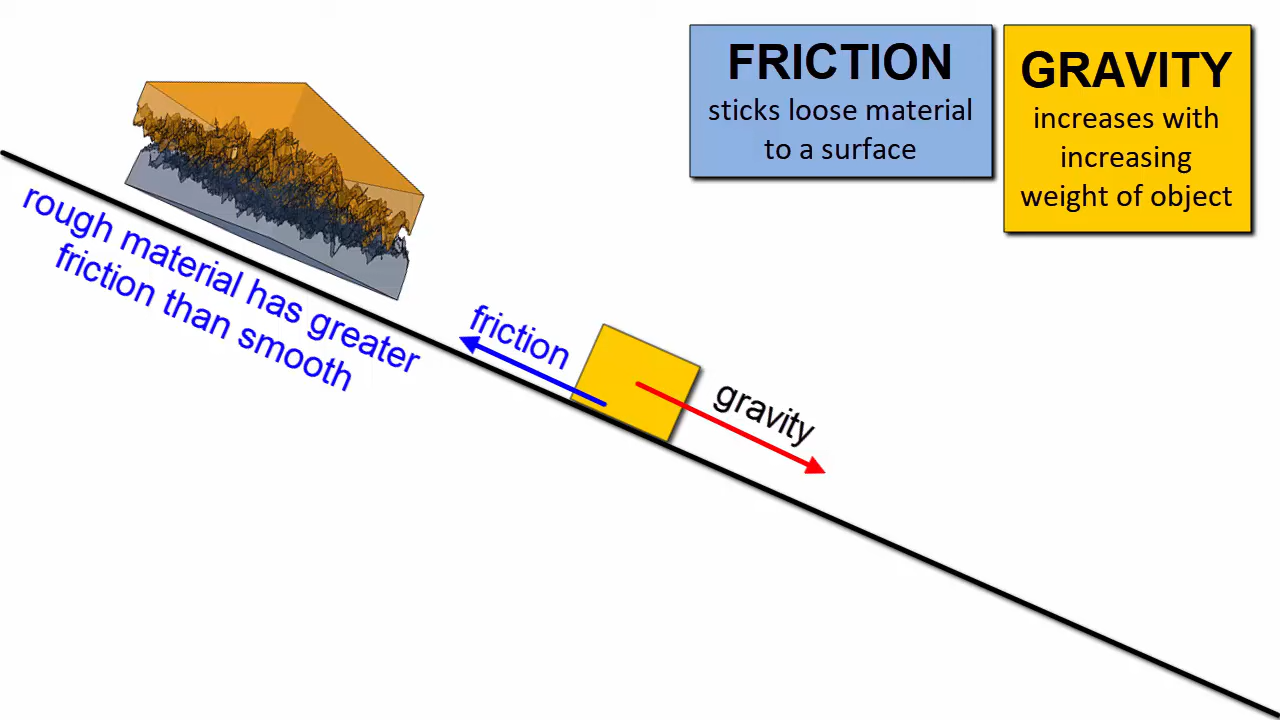 FRICTION
sticks loose material
to a surface
GRAVITY
increases with
increasing
weight of object
rough material has greater
friction than smooth
friction
gravity